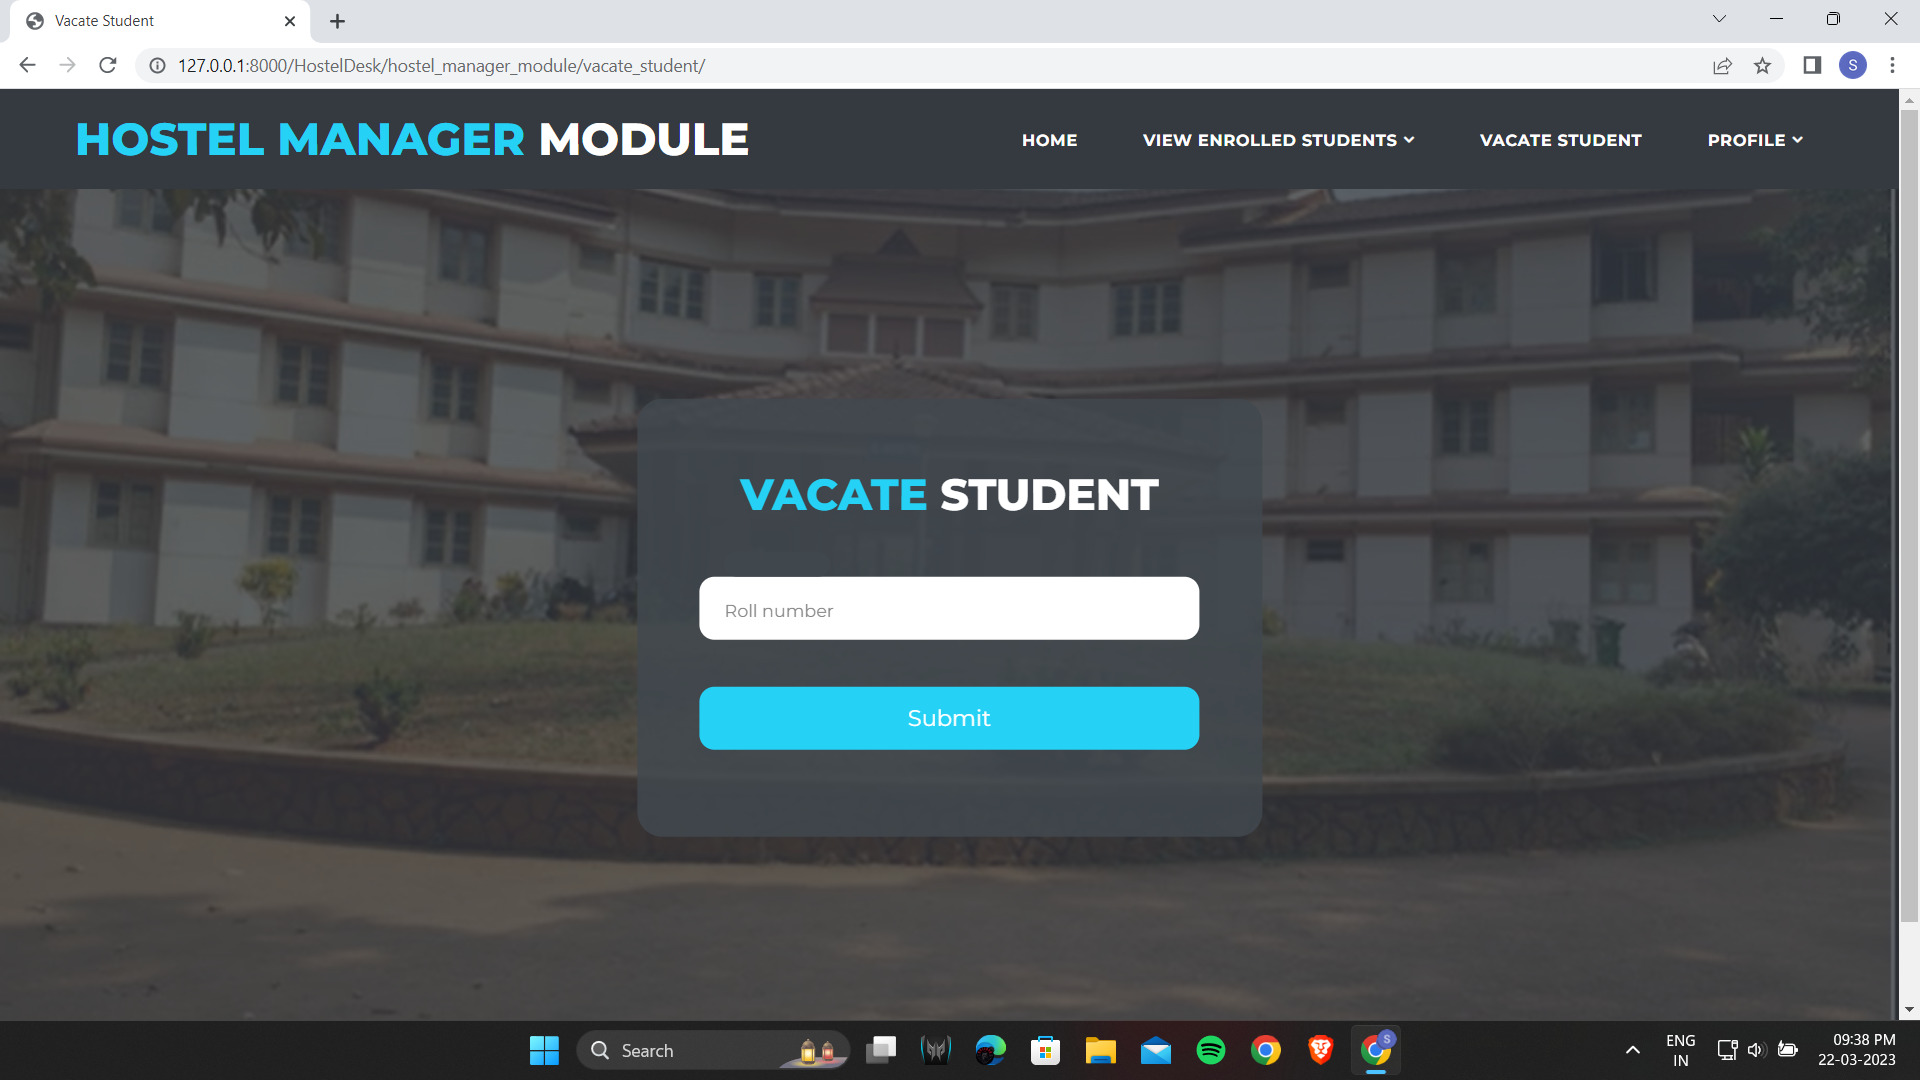 Vacate Student
127.0.0.1:8000/HostelDesk/hostel_manager_module/vacate_student/
S
HOSTEL MANAGER MODULE
HOME
VIEW ENROLLED STUDENTS
VACATE STUDENT
PROFILE
VACATE STUDENT
Roll number
Submit
Search
S
ENG
IN
09:38 PM
22-03-2023